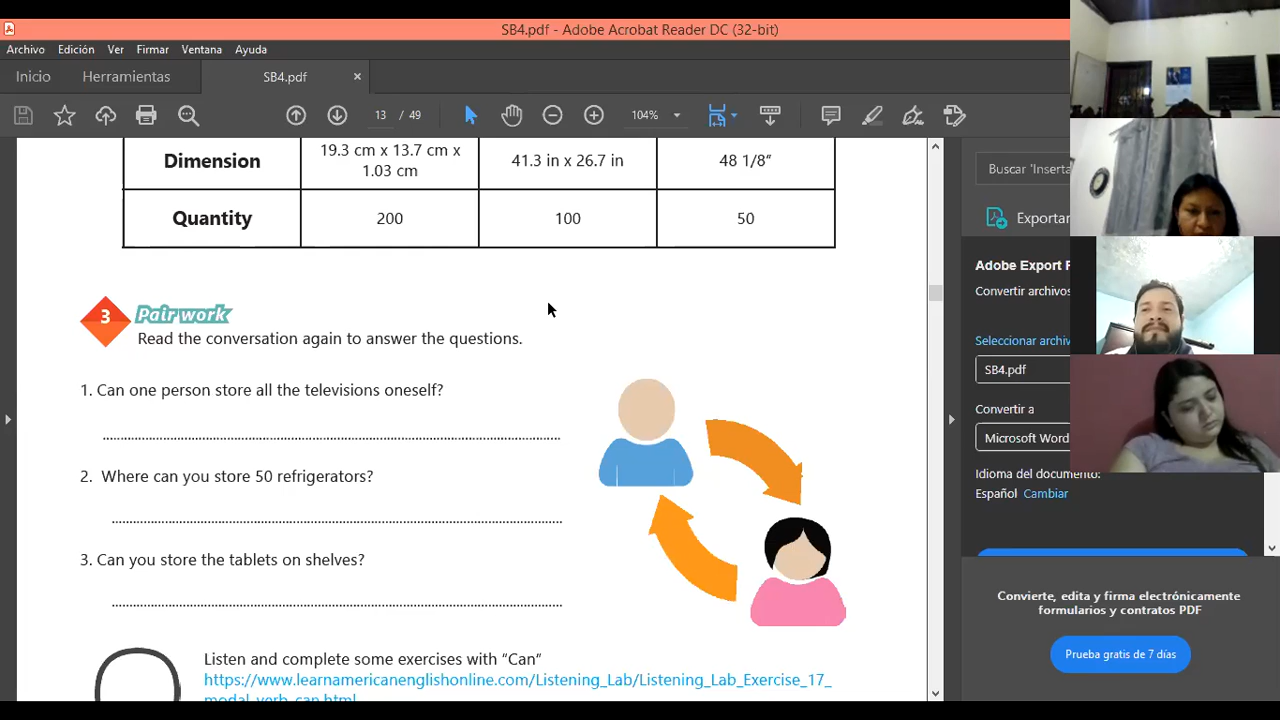 SB4.pdf - Adobe Acrobat Reader DC (32-bit)
Archivo Edición Ver Firmar Ventana Ayuda
Inicio Herramientas SB4.pdf ×
13 / 49 104%
Dimension 19.3 cm x 13.7 cm x 1.03 cm 41.3 in x 26.7 in 48 1/8”
Quantity 200 100 50
3 Pair work
Read the conversation again to answer the questions.
1. Can one person store all the televisions oneself?
2. Where can you store 50 refrigerators?
3. Can you store the tablets on shelves?
Listen and complete some exercises with “Can”
https://www.learnamericanenglishonline.com/Listening_Lab/Listening_Lab_Exercise_17_
modal_verb_can.html
Buscar 'Inserta
Exportar
Adobe Export P
Convertir archivos
Seleccionar archiv
SB4.pdf
Convertir a
Microsoft Word
Idioma del documento:
Español Cambiar
Convierte, edita y firma electrónicamente
formularios y contratos PDF
Prueba gratis de 7 días